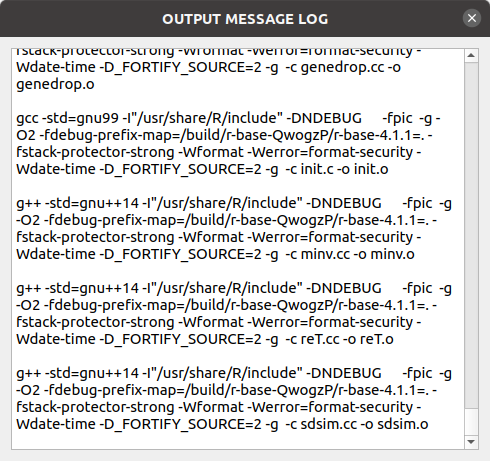 OUTPUT MESSAGE LOG
fstack-protector-strong -Wformat -Werror=format-security -
Wdate-time -D_FORTIFY_SOURCE=2 -g  -c genedrop.cc -o
genedrop.o
gcc -std=gnu99 -I"/usr/share/R/include" -DNDEBUG      -fpic  -g -
O2 -fdebug-prefix-map=/build/r-base-QwogzP/r-base-4.1.1=. -
fstack-protector-strong -Wformat -Werror=format-security -
Wdate-time -D_FORTIFY_SOURCE=2 -g  -c init.c -o init.o
g++ -std=gnu++14 -I"/usr/share/R/include" -DNDEBUG      -fpic  -g
-O2 -fdebug-prefix-map=/build/r-base-QwogzP/r-base-4.1.1=. -
fstack-protector-strong -Wformat -Werror=format-security -
Wdate-time -D_FORTIFY_SOURCE=2 -g  -c minv.cc -o minv.o
g++ -std=gnu++14 -I"/usr/share/R/include" -DNDEBUG      -fpic  -g
-O2 -fdebug-prefix-map=/build/r-base-QwogzP/r-base-4.1.1=. -
fstack-protector-strong -Wformat -Werror=format-security -
Wdate-time -D_FORTIFY_SOURCE=2 -g  -c reT.cc -o reT.o
g++ -std=gnu++14 -I"/usr/share/R/include" -DNDEBUG      -fpic  -g
-O2 -fdebug-prefix-map=/build/r-base-QwogzP/r-base-4.1.1=. -
fstack-protector-strong -Wformat -Werror=format-security -
Wdate-time -D_FORTIFY_SOURCE=2 -g  -c sdsim.cc -o sdsim.o